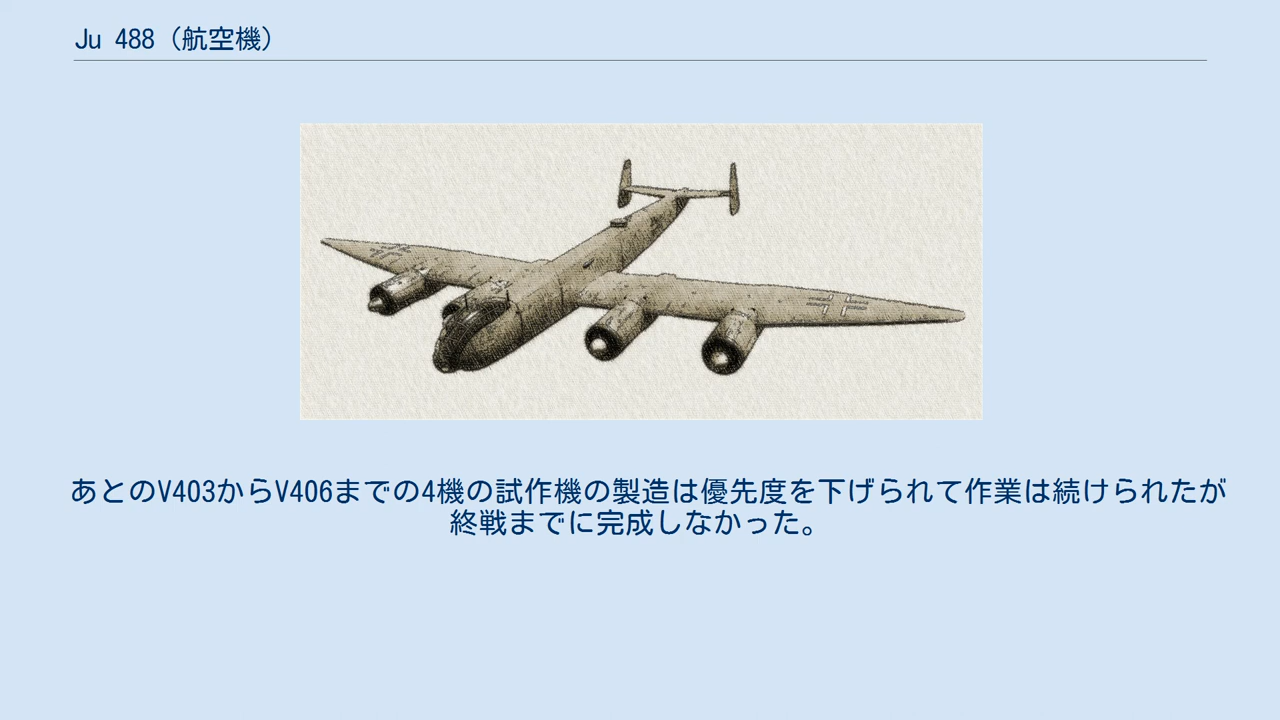 Ju 488（航空機）
あとのV403からV406までの4機の試作機の製造は優先度を下げられて作業は続けられたが
終戦までに完成しなかった。